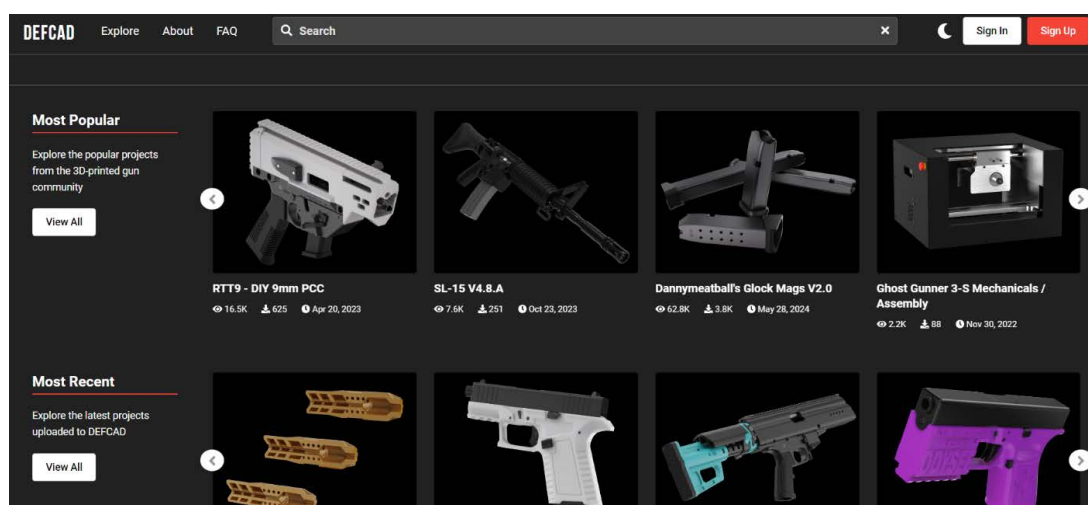 DEFCAD Explore About FAQ Search Sign In Sign Up
Most Popular
Explore the popular projects
from the 3D-printed gun
community
View All
RTT9 - DIY 9mm PCC
16.5K 625 Apr 20, 2023
SL-15 V4.8.A
7.6K 251 Oct 23, 2023
Dannymeatball's Glock Mags V2.0
62.8K 3.8K May 28, 2024
Ghost Gunner 3-S Mechanicals /
Assembly
2.2K 88 Nov 30, 2022
Most Recent
Explore the latest projects
uploaded to DEFCAD
View All